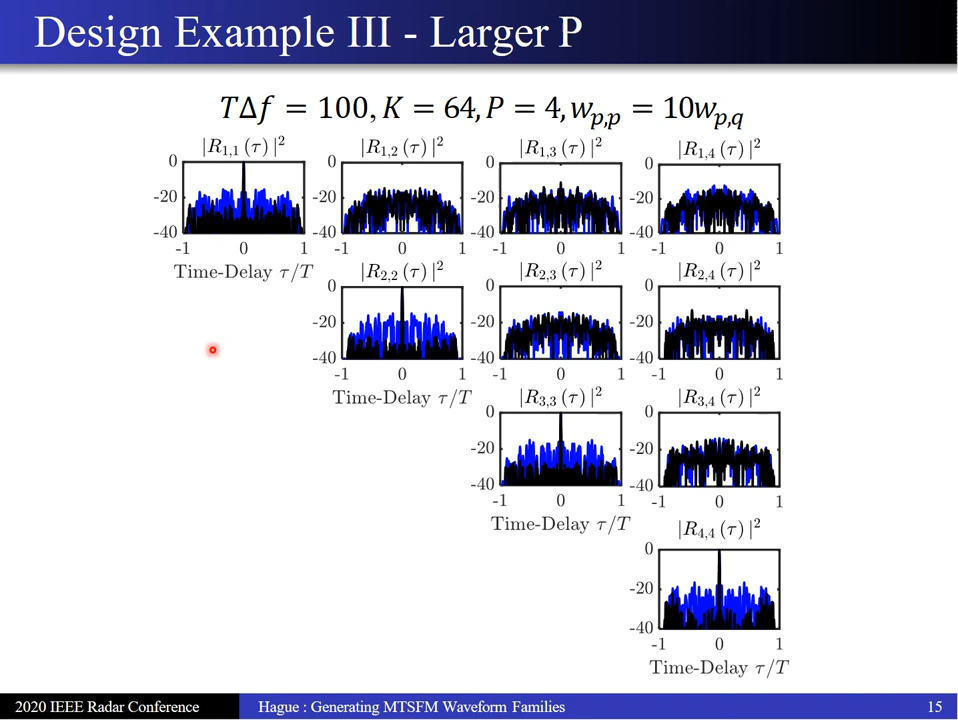 Design Example III - Larger P
TΔf = 100, K = 64, P = 4, w_{p,p} = 10w_{p,q}
|R_{1,1}(τ)|² |R_{1,2}(τ)|² |R_{1,3}(τ)|² |R_{1,4}(τ)|²
0 0 0 0
-20 -20 -20 -20
-40 -40 -40 -40
-1 0 1 -1 0 1 -1 0 1 -1 0 1
Time-Delay τ/T |R_{2,2}(τ)|² |R_{2,3}(τ)|² |R_{2,4}(τ)|²
0 0 0
-20 -20 -20
-40 -40 -40
-1 0 1 -1 0 1 -1 0 1
Time-Delay τ/T |R_{3,3}(τ)|² |R_{3,4}(τ)|²
0 0
-20 -20
-40 -40
-1 0 1 -1 0 1
Time-Delay τ/T |R_{4,4}(τ)|²
0
-20
-40
-1 0 1
Time-Delay τ/T
2020 IEEE Radar Conference Hague : Generating MTSFM Waveform Families 15